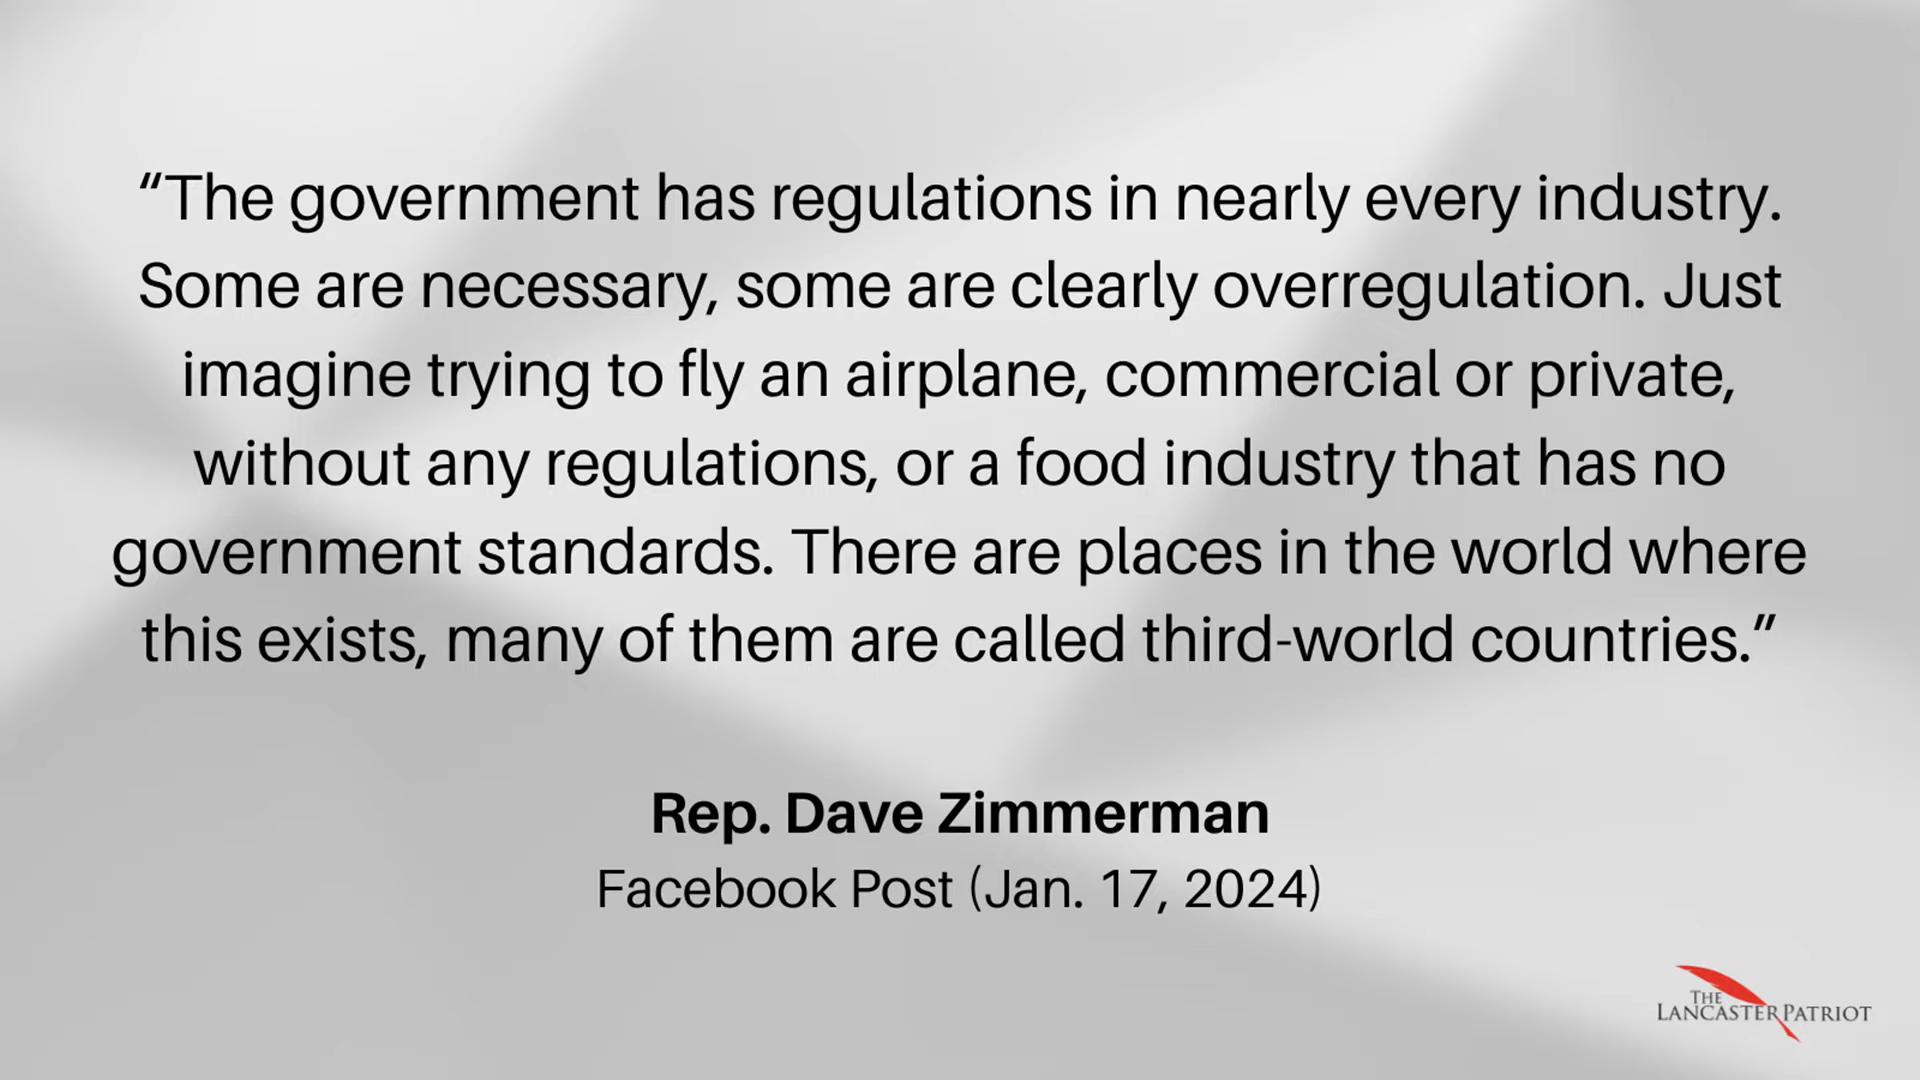 “The government has regulations in nearly every industry.
Some are necessary, some are clearly overregulation. Just
imagine trying to fly an airplane, commercial or private,
without any regulations, or a food industry that has no
government standards. There are places in the world where
this exists, many of them are called third-world countries.”
Rep. Dave Zimmerman
Facebook Post (Jan. 17, 2024)
THE
LANCASTER PATRIOT